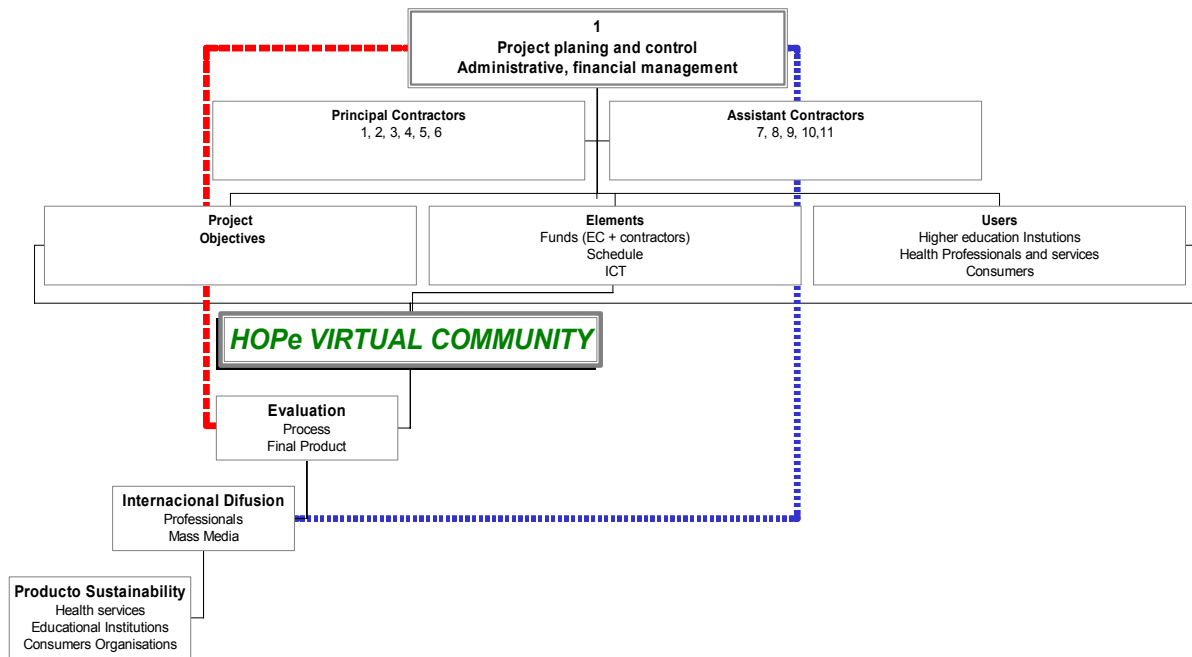 1
Project planing and control
Administrative, financial management
Principal Contractors
1, 2, 3, 4, 5, 6
Assistant Contractors
7, 8, 9, 10,11
Project
Objectives
Elements
Funds (EC + contractors)
Schedule
ICT
Users
Higher education Instutions
Health Professionals and services
Consumers
HOPe VIRTUAL COMMUNITY
Evaluation
Process
Final Product
Internacional Difusion
Professionals
Mass Media
Producto Sustainability
Health services
Educational Institutions
Consumers Organisations